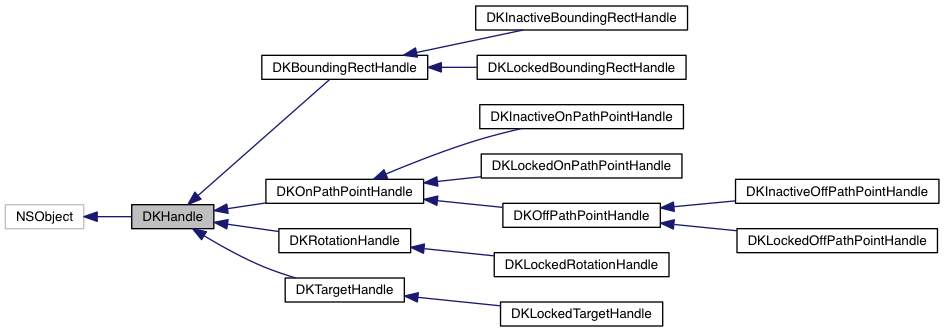 DKInactiveBoundingRectHandle
DKBoundingRectHandle
DKLockedBoundingRectHandle
DKInactiveOnPathPointHandle
DKLockedOnPathPointHandle
DKOnPathPointHandle
DKInactiveOffPathPointHandle
NSObject
DKHandle
DKOffPathPointHandle
DKRotationHandle
DKLockedOffPathPointHandle
DKLockedRotationHandle
DKTargetHandle
DKLockedTargetHandle